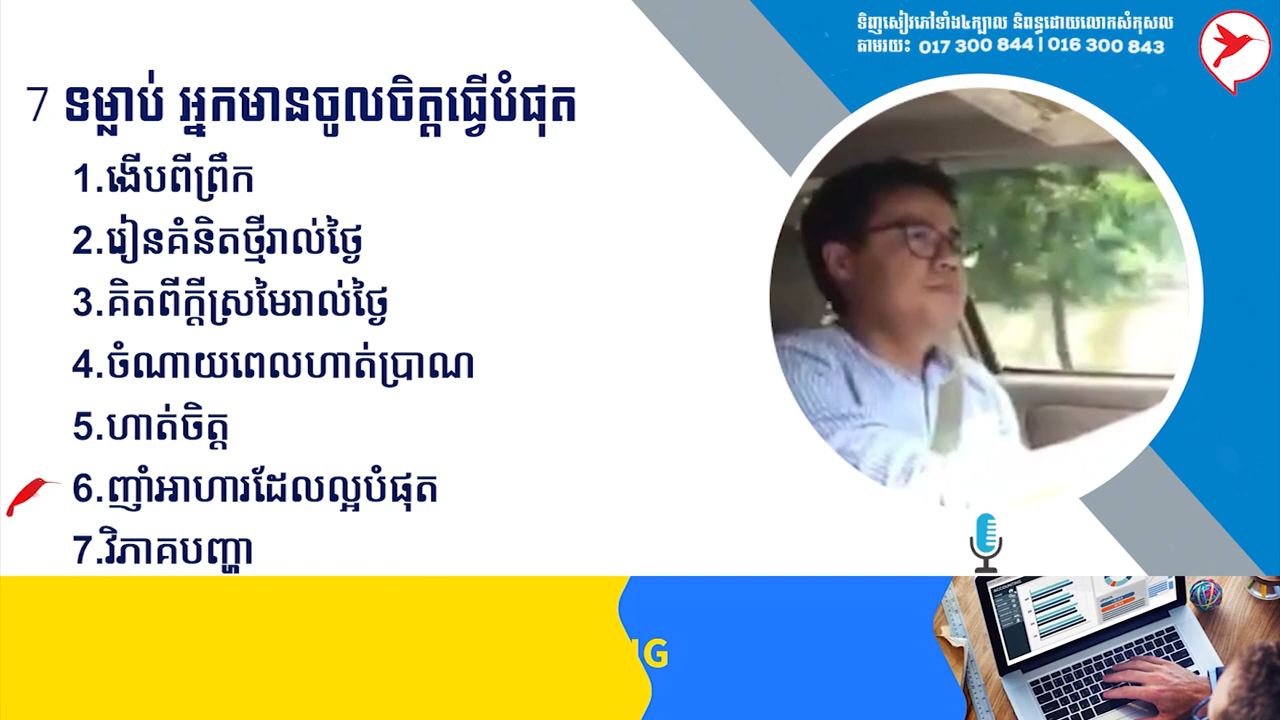 ទិញសៀវភៅទាំង៤ក្បាល និពន្ធដោយលោកសំកុសល
តាមរយ: 017 300 844 | 016 300 843
7 ទម្លាប់ អ្នកមានចូលចិត្តធ្វើបំផុត
1.ងើបពីព្រឹក
2.រៀនគំនិតថ្មីរាល់ថ្ងៃ
3.គិតពីក្តីស្រមៃរាល់ថ្ងៃ
4.ចំណាយពេលហាត់ប្រាណ
5.ហាត់ចិត្ត
6.ញ៉ាំអាហារដែលល្អបំផុត
7.វិភាគបញ្ហា